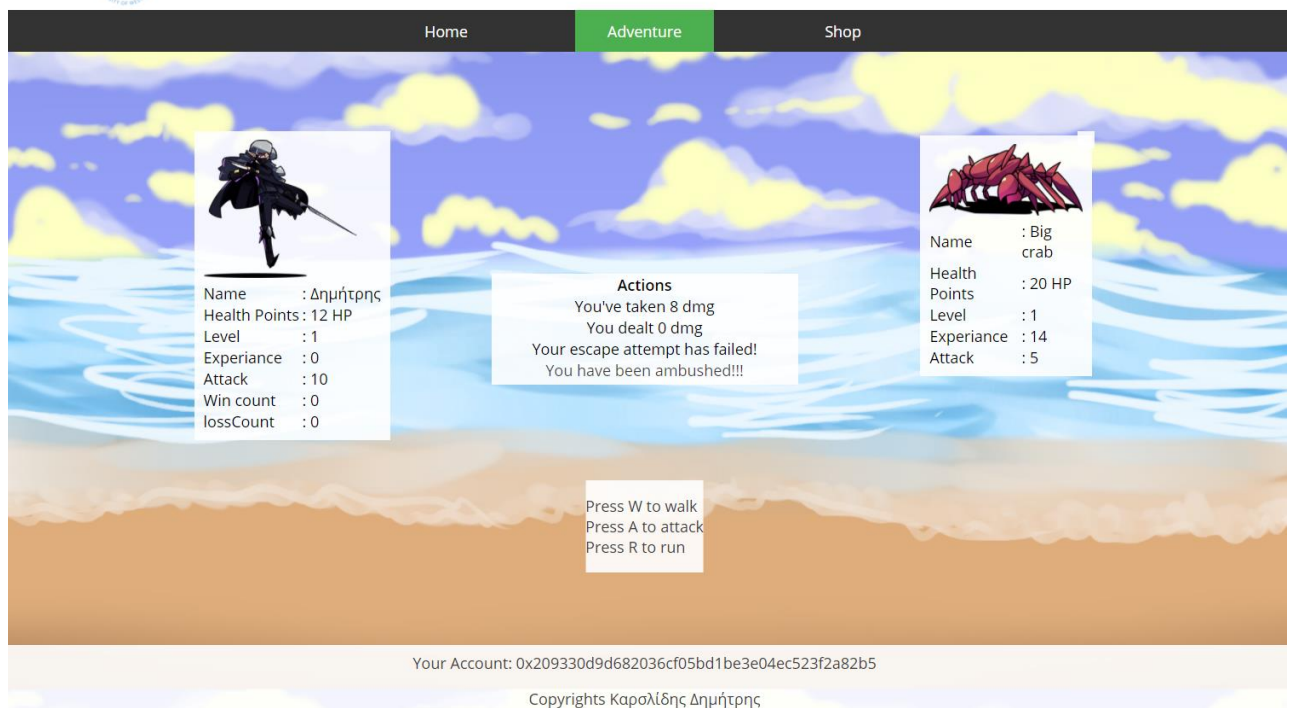 Home Adventure Shop
Name : Δημήτρης
Health Points : 12 HP
Level : 1
Experiance : 0
Attack : 10
Win count : 0
lossCount : 0
Actions
You've taken 8 dmg
You dealt 0 dmg
Your escape attempt has failed!
You have been ambushed!!!
Name : Big
crab
Health
Points : 20 HP
Level : 1
Experiance : 14
Attack : 5
Press W to walk
Press A to attack
Press R to run
Your Account: 0x209330d9d682036cf05bd1be3e04ec523f2a82b5
Copyrights Καρσλίδης Δημήτρης